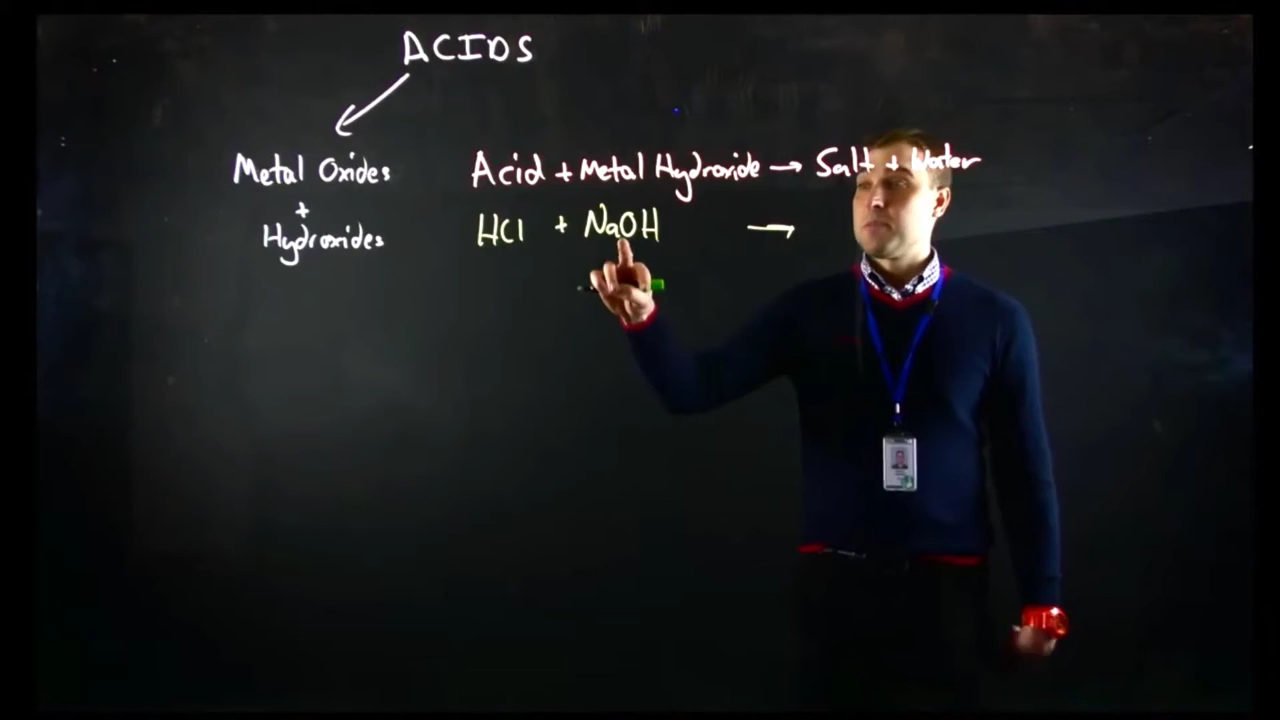 ACIDS
Metal Oxides
+
Hydroxides
Acid + Metal Hydroxide → Salt + Water
HCl + NaOH →